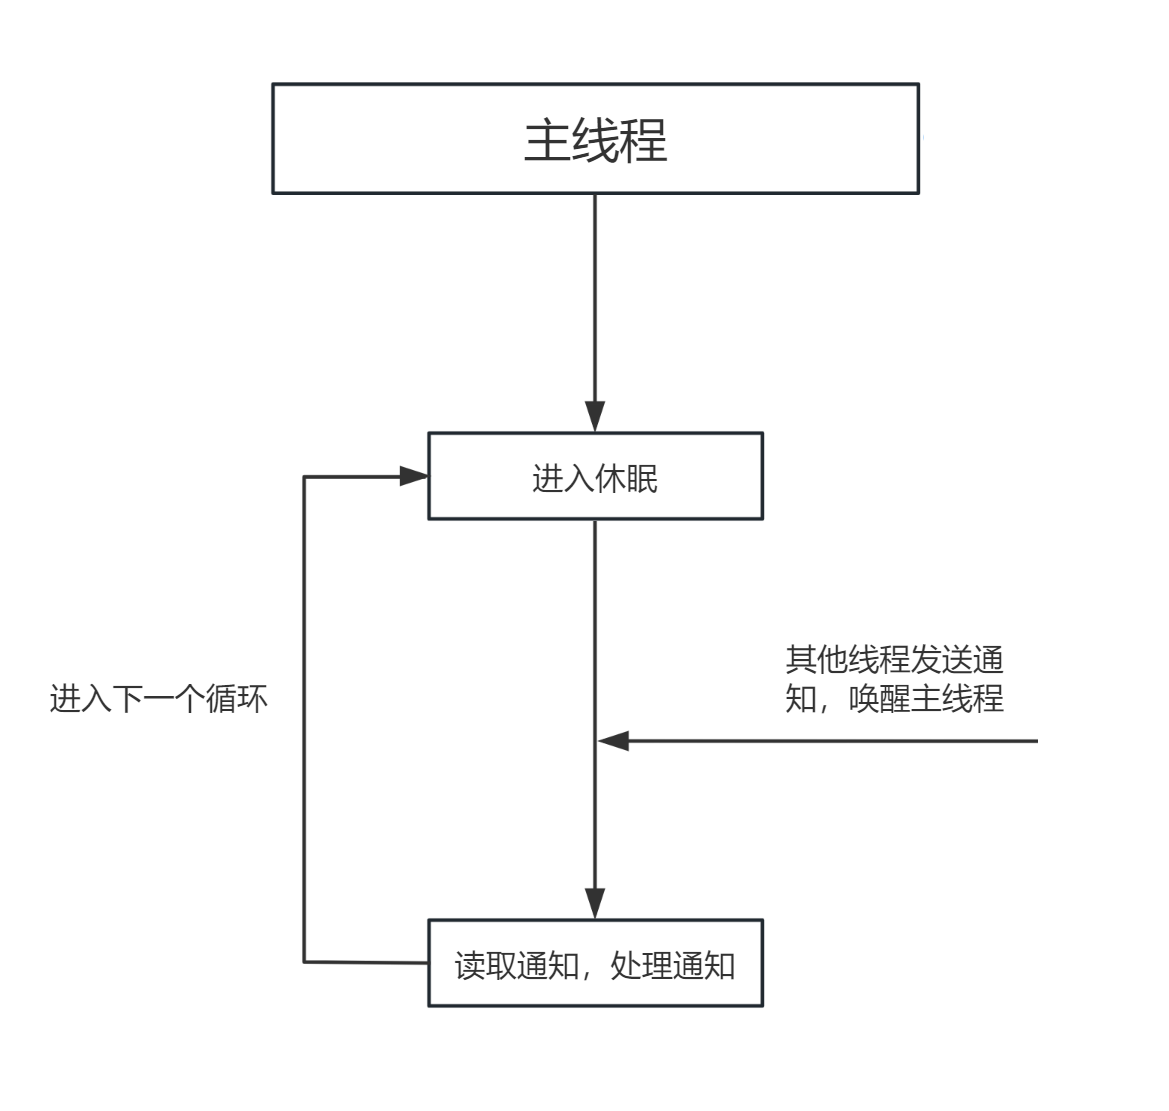 主线程
进入休眠
其他线程发送通
知，唤醒主线程
进入下一个循环
读取通知，处理通知